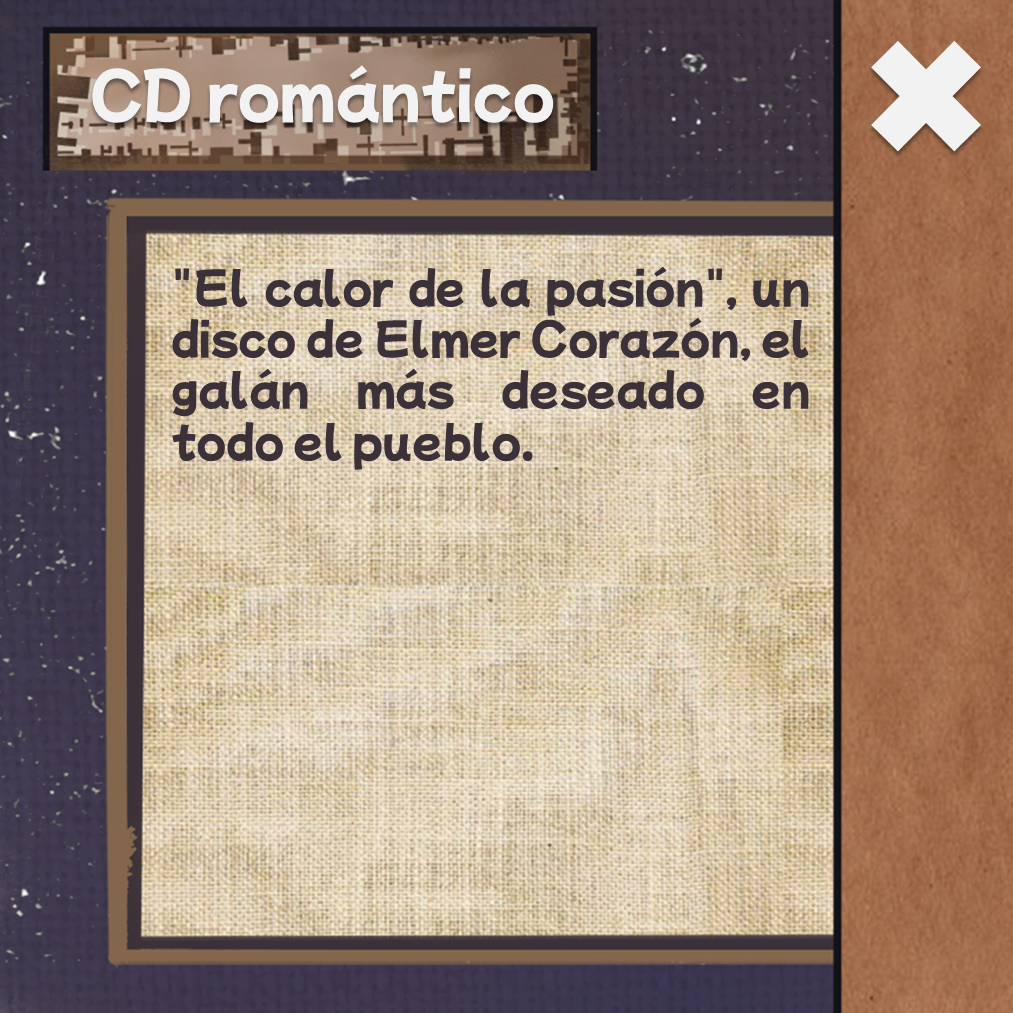 CD romántico
"El calor de la pasión", un
disco de Elmer Corazón, el
galán más deseado en
todo el pueblo.